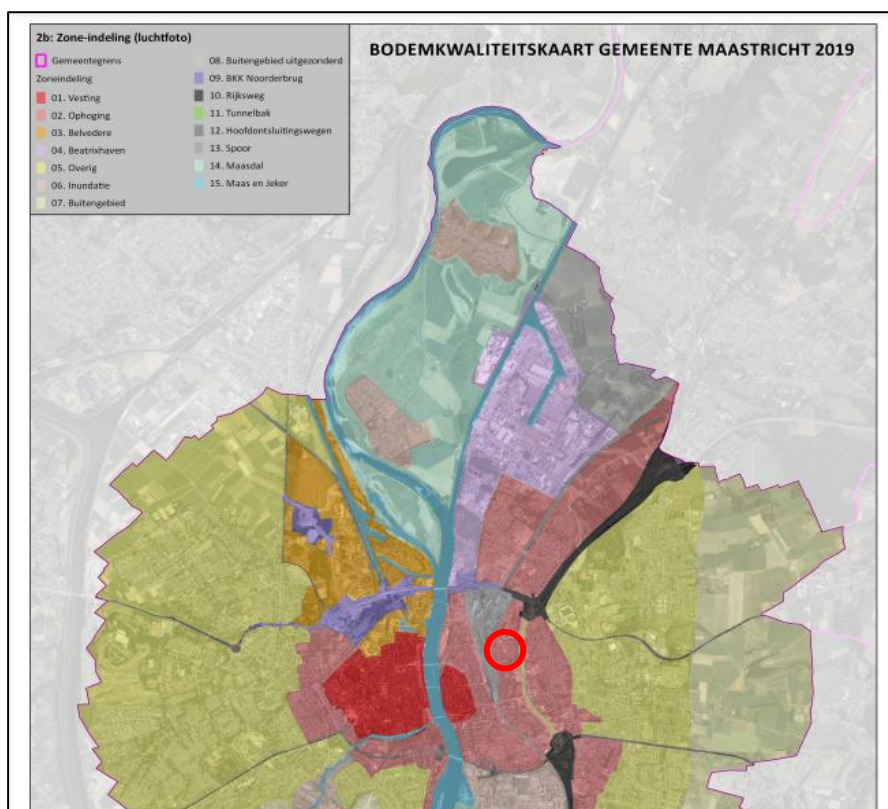 2b: Zone-indeling (luchtfoto)
BODEMKWALITEITSKAART GEMEENTE MAASTRICHT 2019
Gemeentegrens
Zoneindeling
01. Vesting
02. Ophoging
03. Belvedere
04. Beatrixhaven
05. Overig
06. Inundatie
07. Buitengebied
08. Buitengebied uitgezonderd
09. BKK Noorderbrug
10. Rijksweg
11. Tunnelbak
12. Hoofdontsluitingswegen
13. Spoor
14. Maasdal
15. Maas en Jeker